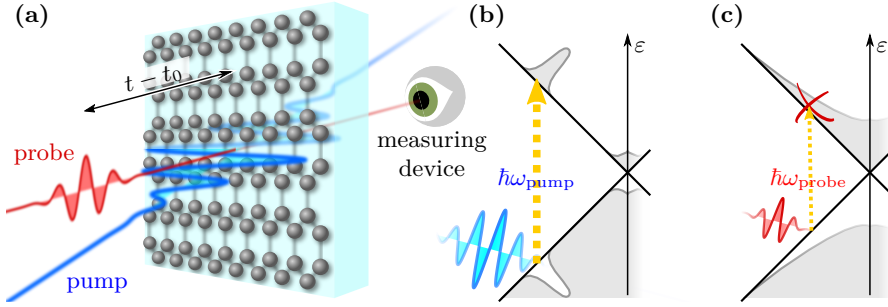 (a)
t − t₀
probe
pump
measuring
device
(b)
ε
ℏω_pump
(c)
ε
ℏω_probe